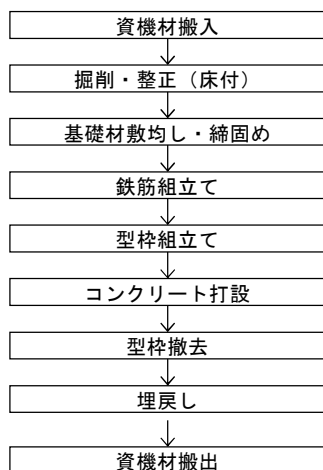 資機材搬入
掘削・整正（床付）
基礎材敷均し・締固め
鉄筋組立て
型枠組立て
コンクリート打設
型枠撤去
埋戻し
資機材搬出